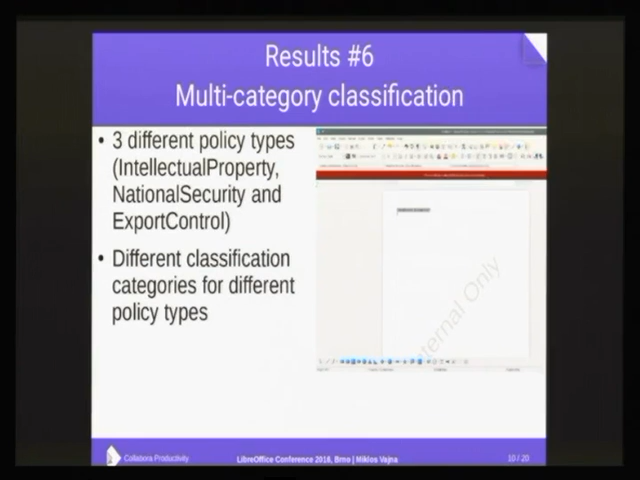 Results #6
Multi-category classification
• 3 different policy types
(IntellectualProperty,
NationalSecurity and
ExportControl)
• Different classification
categories for different
policy types
ternal Only
Collabora Productivity
LibreOffice Conference 2016, Brno | Miklos Vajna
10 / 20